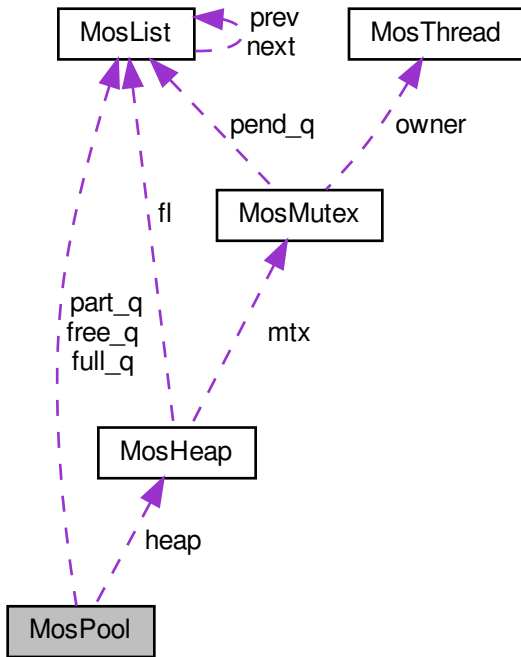 prev
next
MosList
MosThread
pend_q
owner
MosMutex
fl
part_q
free_q
full_q
mtx
MosHeap
heap
MosPool